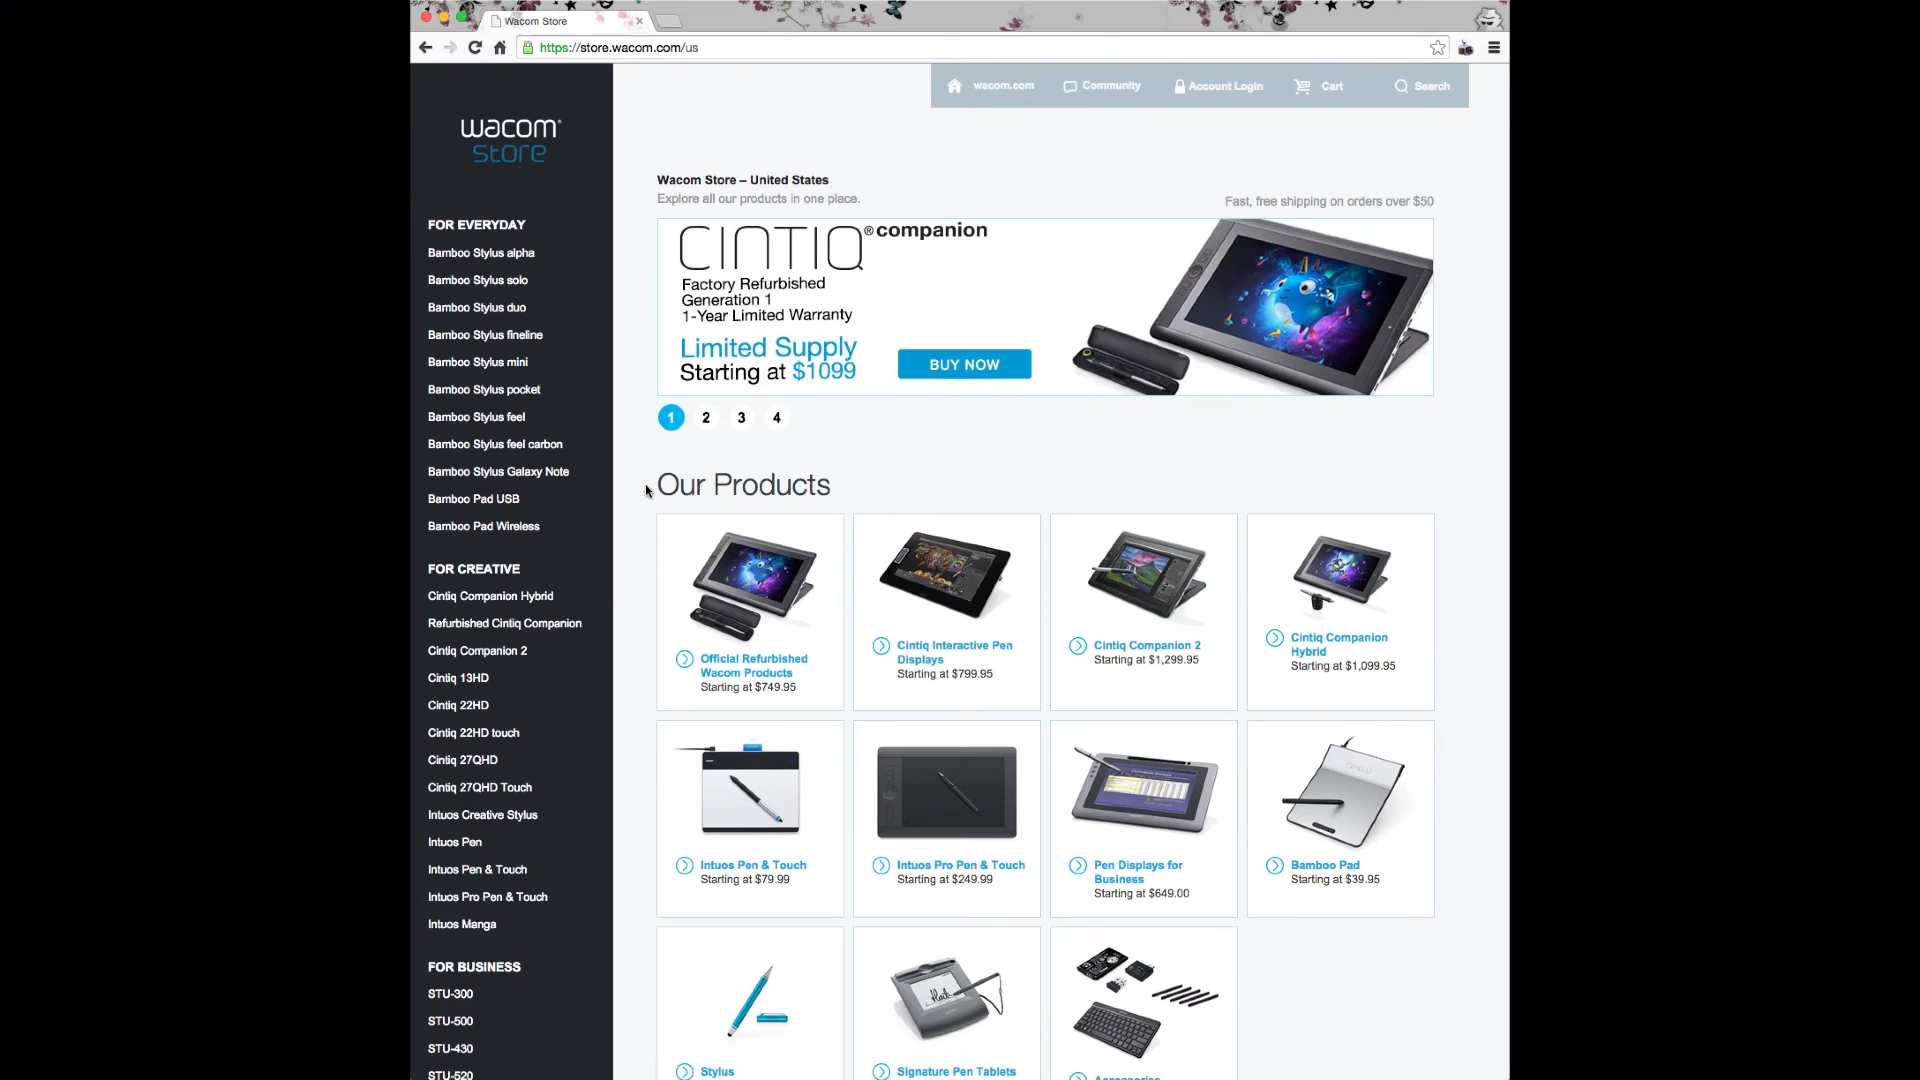 Wacom Store
https://store.wacom.com/us
wacom.com
Community
Account Login
Cart
Search
wacom
store
FOR EVERYDAY
Bamboo Stylus alpha
Bamboo Stylus solo
Bamboo Stylus duo
Bamboo Stylus fineline
Bamboo Stylus mini
Bamboo Stylus pocket
Bamboo Stylus feel
Bamboo Stylus feel carbon
Bamboo Stylus Galaxy Note
Bamboo Pad USB
Bamboo Pad Wireless
FOR CREATIVE
Cintiq Companion Hybrid
Refurbished Cintiq Companion
Cintiq Companion 2
Cintiq 13HD
Cintiq 22HD
Cintiq 22HD touch
Cintiq 27QHD
Cintiq 27QHD Touch
Intuos Creative Stylus
Intuos Pen
Intuos Pen & Touch
Intuos Pro Pen & Touch
Intuos Manga
FOR BUSINESS
STU-300
STU-500
STU-430
STU-520
Wacom Store – United States
Explore all our products in one place.
Fast, free shipping on orders over $50
CINTIQ® companion
Factory Refurbished
Generation 1
1-Year Limited Warranty
Limited Supply
Starting at $1099
BUY NOW
1 2 3 4
Our Products
Official Refurbished
Wacom Products
Starting at $749.95
Cintiq Interactive Pen
Displays
Starting at $799.95
Cintiq Companion 2
Starting at $1,299.95
Cintiq Companion
Hybrid
Starting at $1,099.95
Intuos Pen & Touch
Starting at $79.99
Intuos Pro Pen & Touch
Starting at $249.99
Pen Displays for
Business
Starting at $649.00
Bamboo Pad
Starting at $39.95
Stylus
Signature Pen Tablets
Accessories